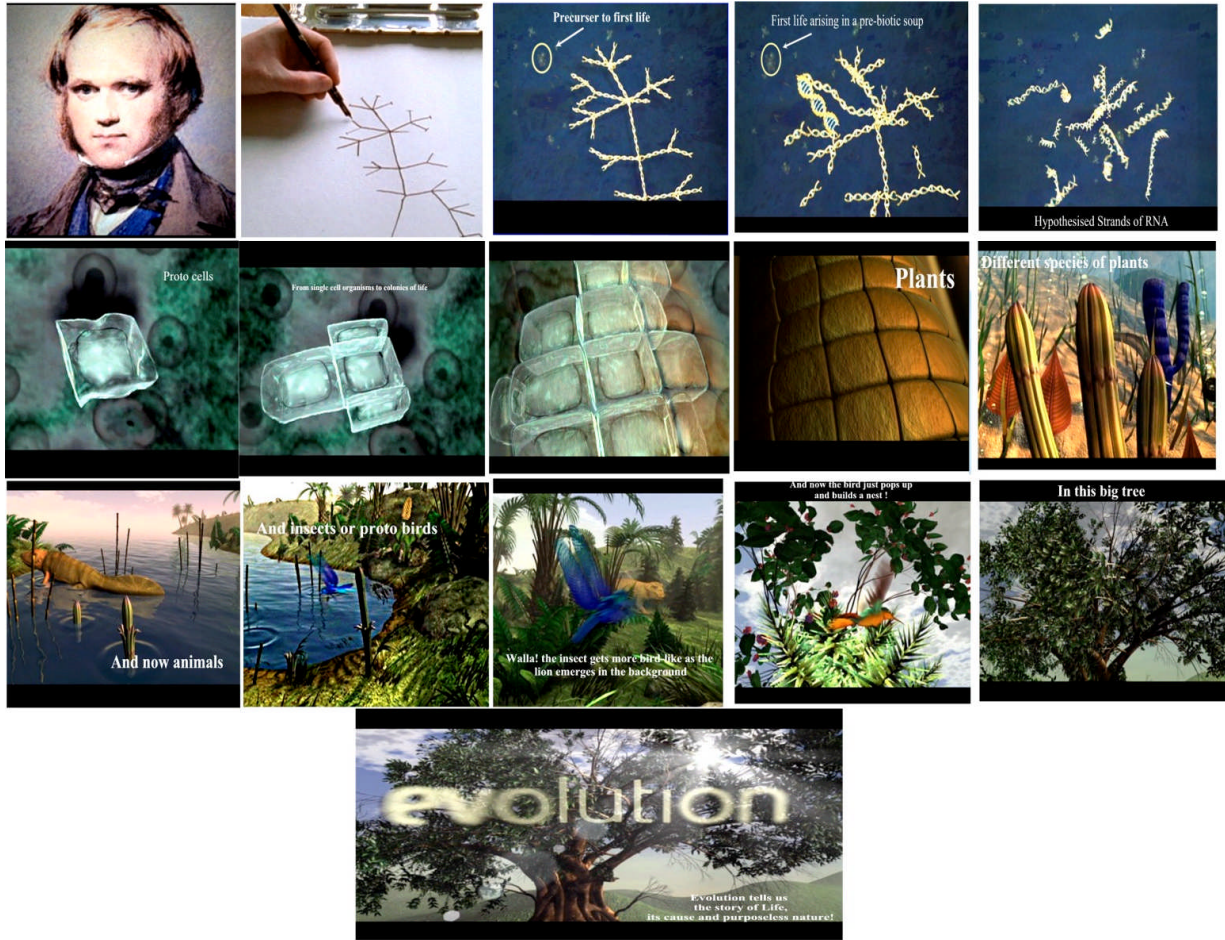 Precurser to first life
First life arising in a pre-biotic soup
Hypothesised Strands of RNA
Proto cells
From single cell organisms to colonies of life
Plants
Different species of plants
And now animals
And insects or proto birds
Walla! the insect gets more bird-like as the
lion emerges in the background
And now the bird just pops up
and builds a nest !
In this big tree
evolution
Evolution tells us
the story of Life,
its cause and purposeless nature!